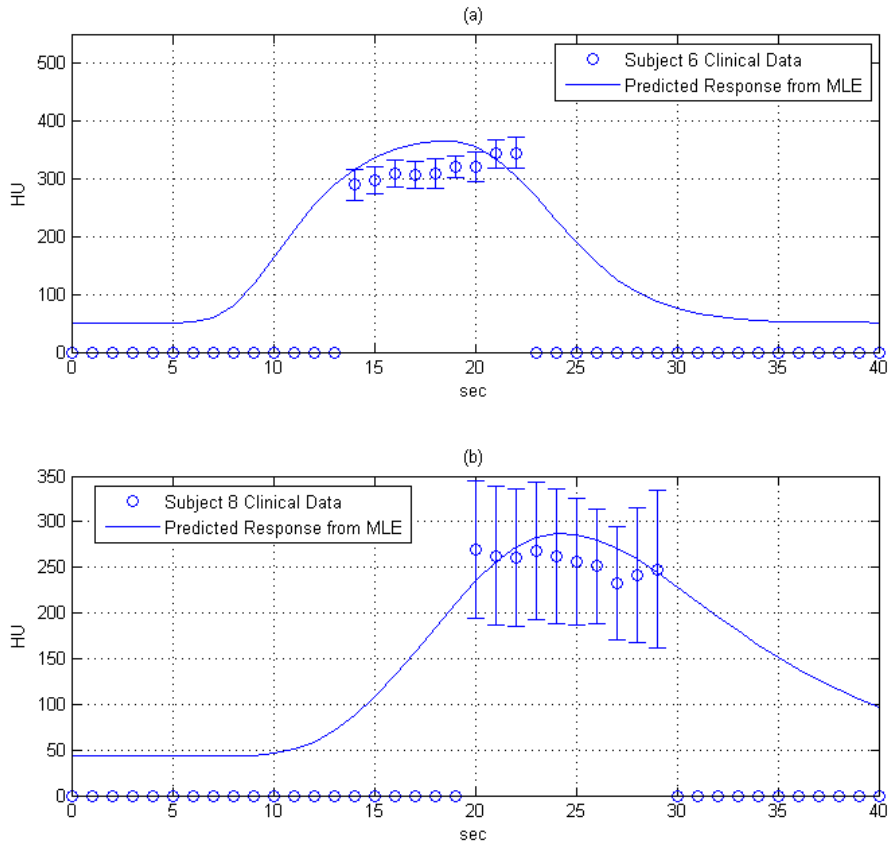 (a)
500
400
300
200
100
0
HU
Subject 6 Clinical Data
Predicted Response from MLE
0 5 10 15 20 25 30 35 40
sec
(b)
350
300
250
200
150
100
50
0
HU
Subject 8 Clinical Data
Predicted Response from MLE
0 5 10 15 20 25 30 35 40
sec